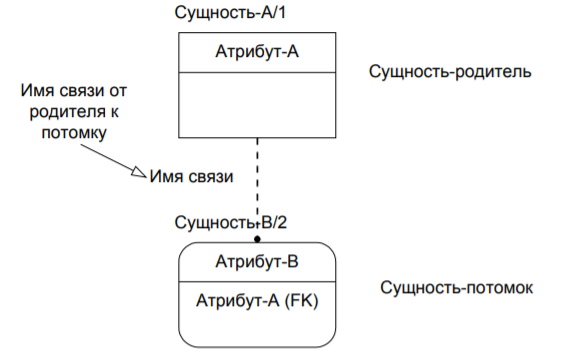 Сущность-A/1
Атрибут-A
Сущность-родитель
Имя связи от
родителя к
потомку
Имя связи
Сущность-B/2
Атрибут-B
Атрибут-A (FK)
Сущность-потомок